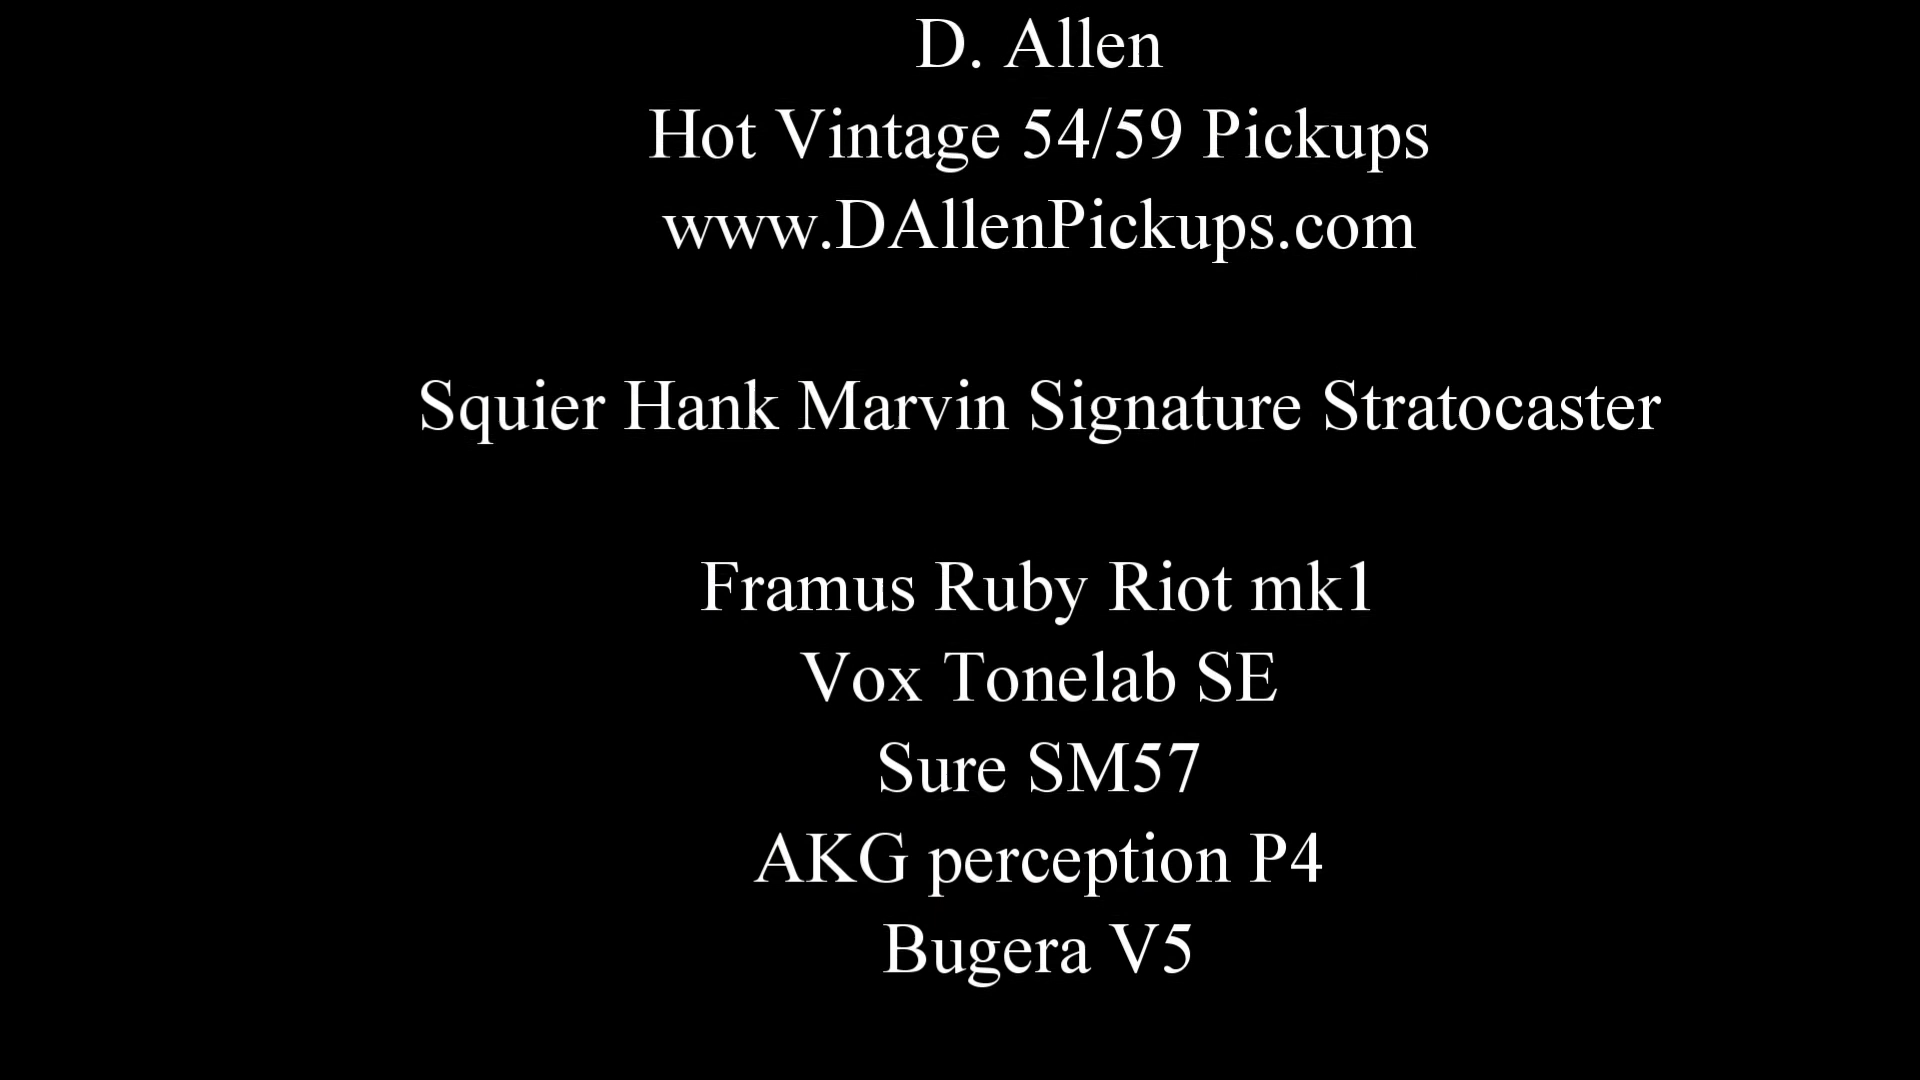 D. Allen
Hot Vintage 54/59 Pickups
www.DAllenPickups.com
Squier Hank Marvin Signature Stratocaster
Framus Ruby Riot mk1
Vox Tonelab SE
Sure SM57
AKG perception P4
Bugera V5